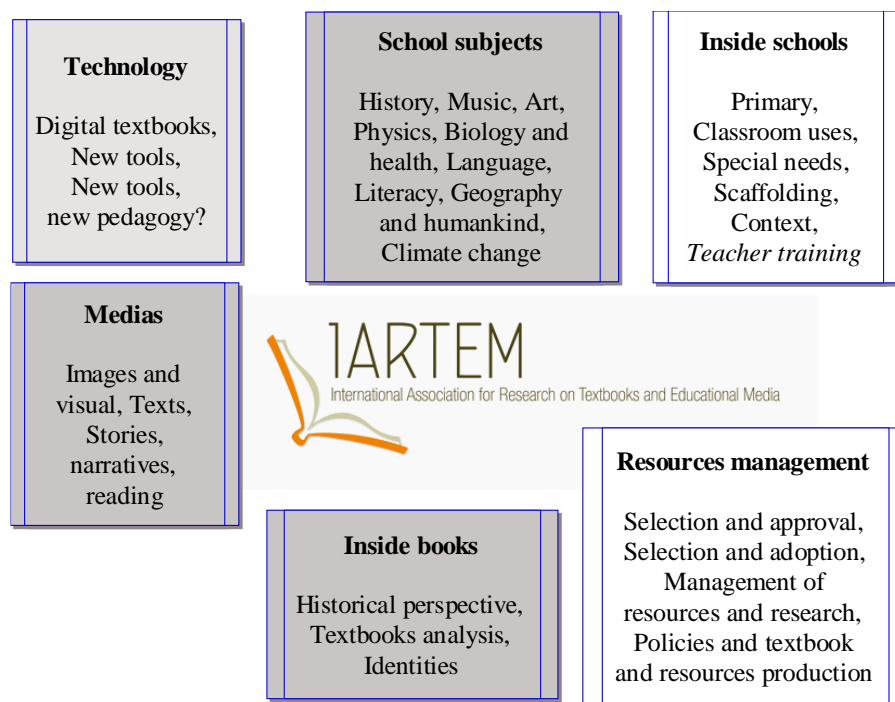 Technology
Digital textbooks,
New tools,
New tools,
new pedagogy?
School subjects
History, Music, Art,
Physics, Biology and
health, Language,
Literacy, Geography
and humankind,
Climate change
Inside schools
Primary,
Classroom uses,
Special needs,
Scaffolding,
Context,
Teacher training
Medias
Images and
visual, Texts,
Stories,
narratives,
reading
IARTEM
International Association for Research on Textbooks and Educational Media
Inside books
Historical perspective,
Textbooks analysis,
Identities
Resources management
Selection and approval,
Selection and adoption,
Management of
resources and research,
Policies and textbook
and resources production